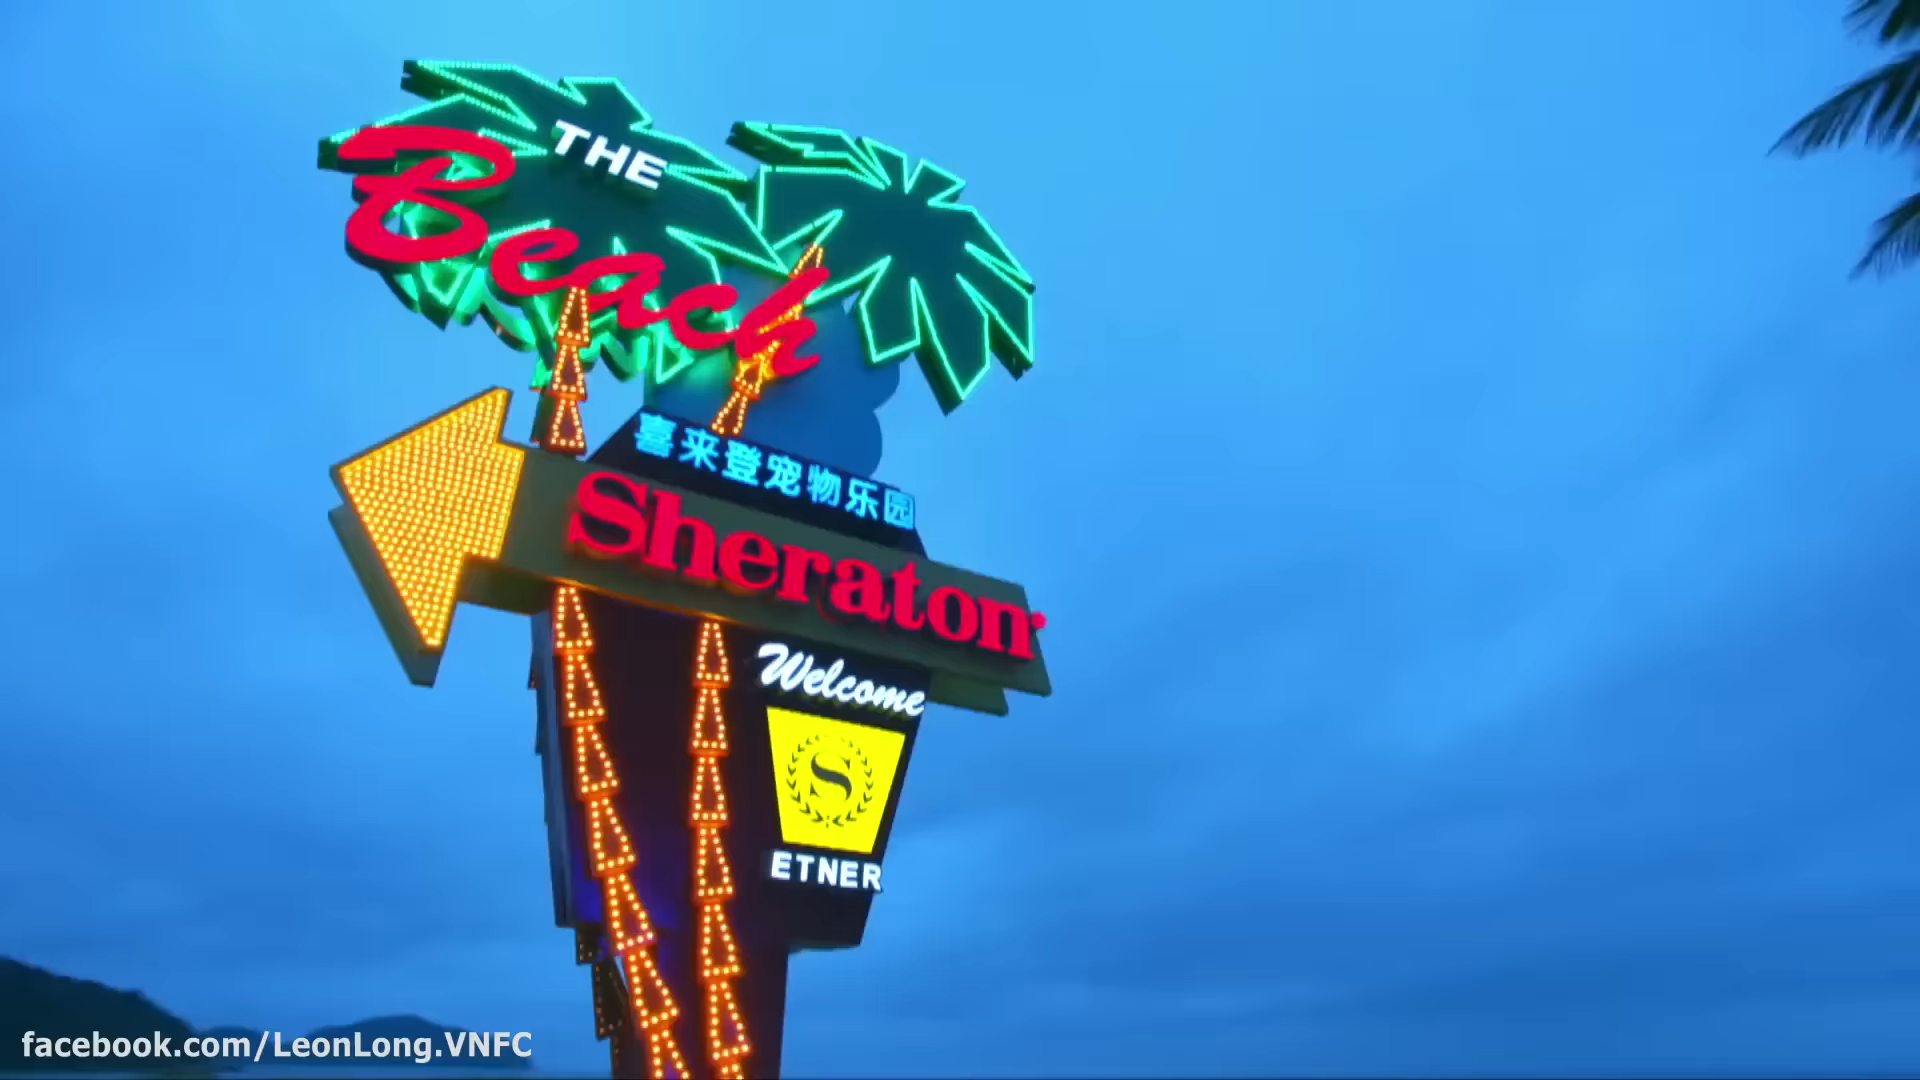 THE
Beach
喜来登宠物乐园
Sheraton
Welcome
S
ETNER
facebook.com/LeonLong.VNFC